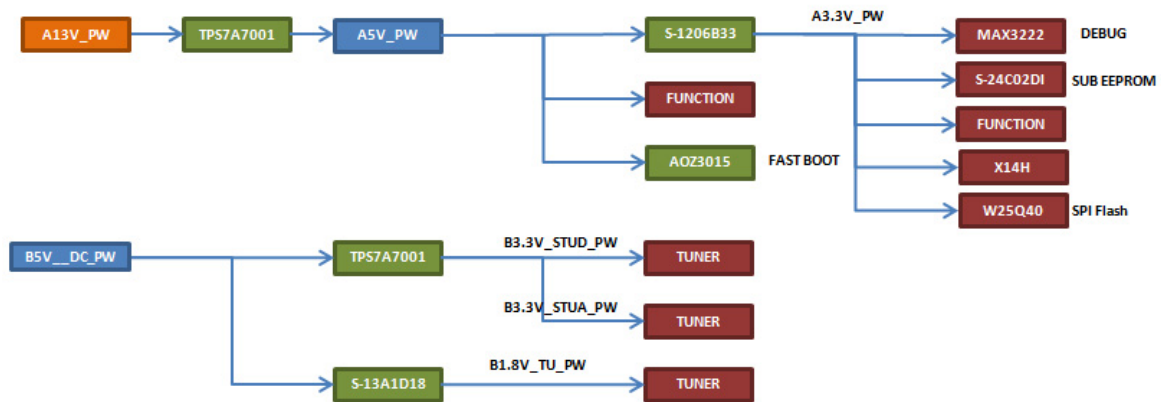 A13V_PW
TPS7A7001
A5V_PW
S-1206B33
A3.3V_PW
MAX3222
DEBUG
S-24C02DI
SUB EEPROM
FUNCTION
FUNCTION
AOZ3015
FAST BOOT
X14H
W25Q40
SPI Flash
B5V__DC_PW
TPS7A7001
B3.3V_STUD_PW
TUNER
B3.3V_STUA_PW
TUNER
S-13A1D18
B1.8V_TU_PW
TUNER